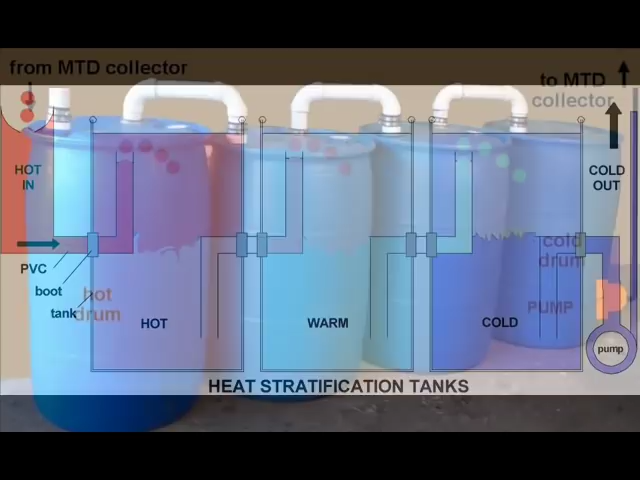 from MTD collector
to MTD
collector
HOT
IN
COLD
OUT
PVC
boot
tank
hot
drum
cold
drum
PUMP
HOT
WARM
COLD
pump
HEAT STRATIFICATION TANKS